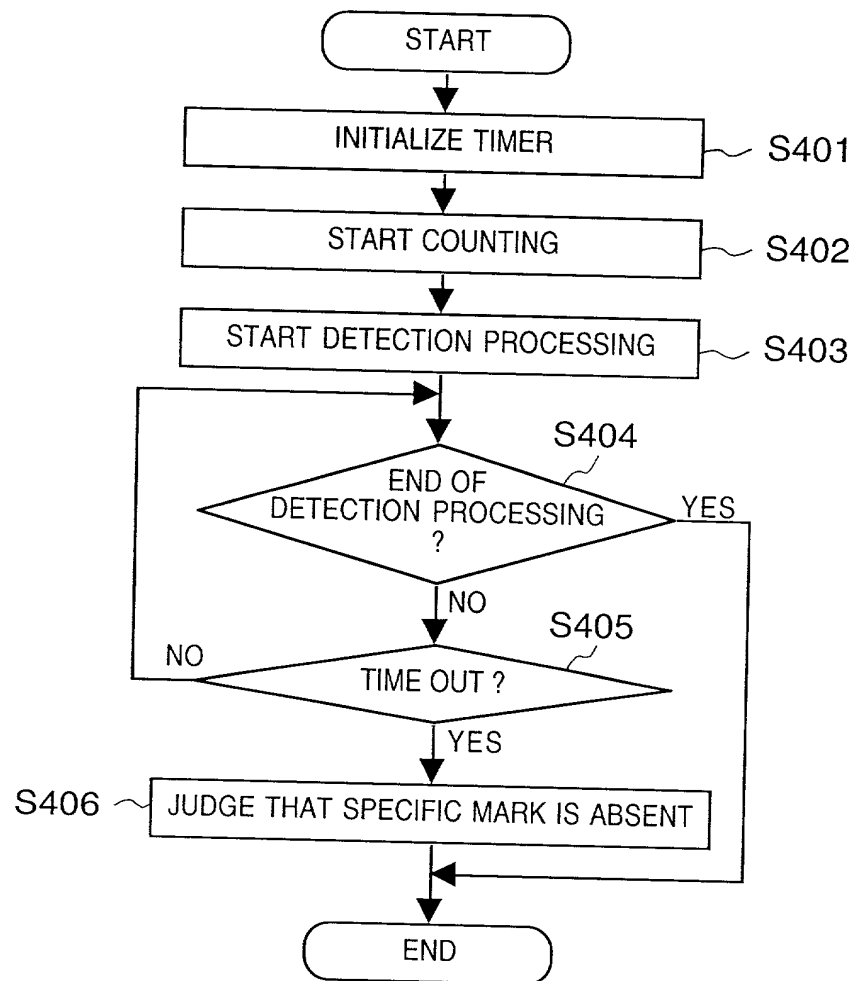 START
INITIALIZE TIMER
S401
START COUNTING
S402
START DETECTION PROCESSING
S403
S404
END OF
DETECTION PROCESSING
?
YES
NO
S405
NO
TIME OUT ?
YES
S406
JUDGE THAT SPECIFIC MARK IS ABSENT
END